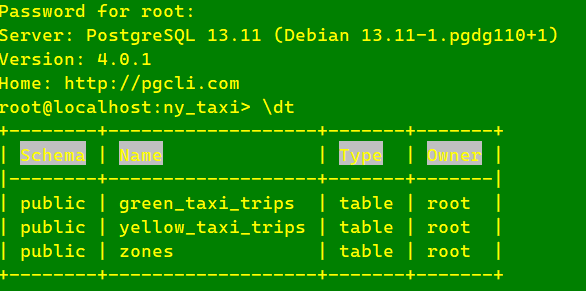 Password for root:
Server: PostgreSQL 13.11 (Debian 13.11-1.pgdg110+1)
Version: 4.0.1
Home: http://pgcli.com
root@localhost:ny_taxi> \dt
+--------+--------------------+-------+-------+
| Schema | Name               | Type  | Owner |
|--------+--------------------+-------+-------|
| public | green_taxi_trips   | table | root  |
| public | yellow_taxi_trips  | table | root  |
| public | zones              | table | root  |
+--------+--------------------+-------+-------+